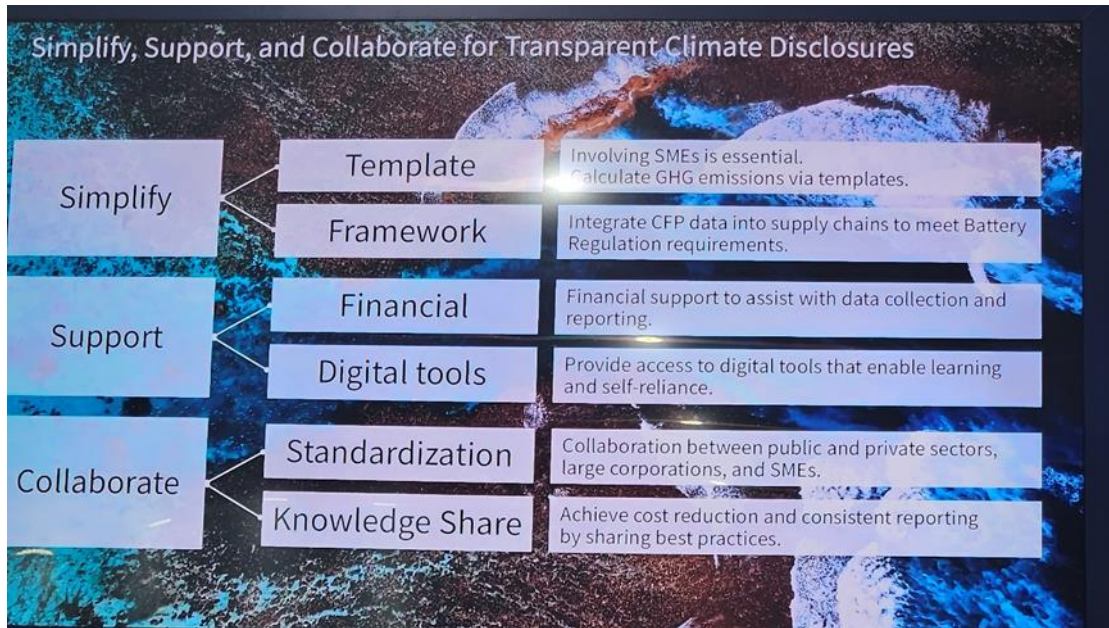 Simplify, Support, and Collaborate for Transparent Climate Disclosures
Simplify
Template
Involving SMEs is essential.
Calculate GHG emissions via templates.
Framework
Integrate CFP data into supply chains to meet Battery
Regulation requirements.
Support
Financial
Financial support to assist with data collection and
reporting.
Digital tools
Provide access to digital tools that enable learning
and self-reliance.
Collaborate
Standardization
Collaboration between public and private sectors,
large corporations, and SMEs.
Knowledge Share
Achieve cost reduction and consistent reporting
by sharing best practices.